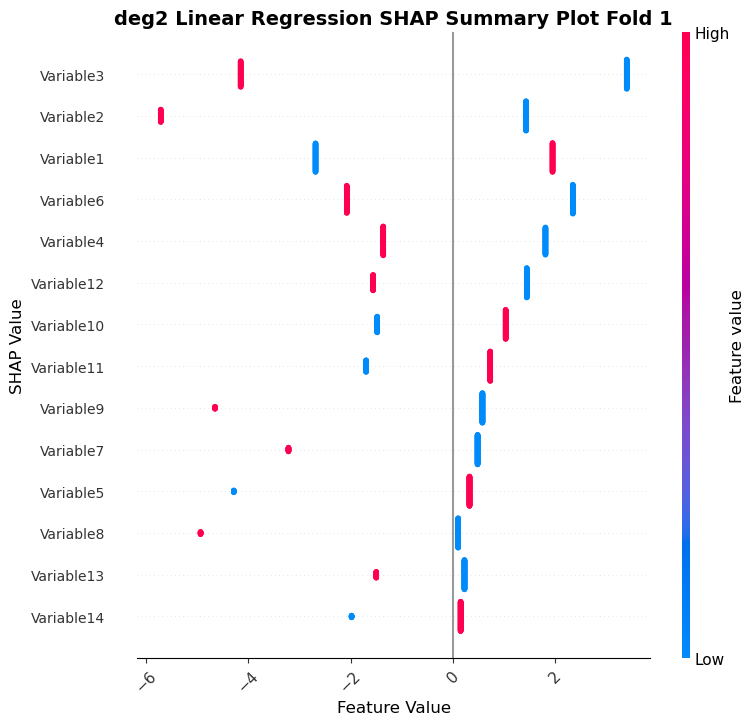 deg2 Linear Regression SHAP Summary Plot Fold 1
High
Variable3
Variable2
Variable1
Variable6
Variable4
Variable12
Variable10
Variable11
Variable9
Variable7
Variable5
Variable8
Variable13
Variable14
SHAP Value
Feature value
Low
−6
−4
−2
0
2
Feature Value